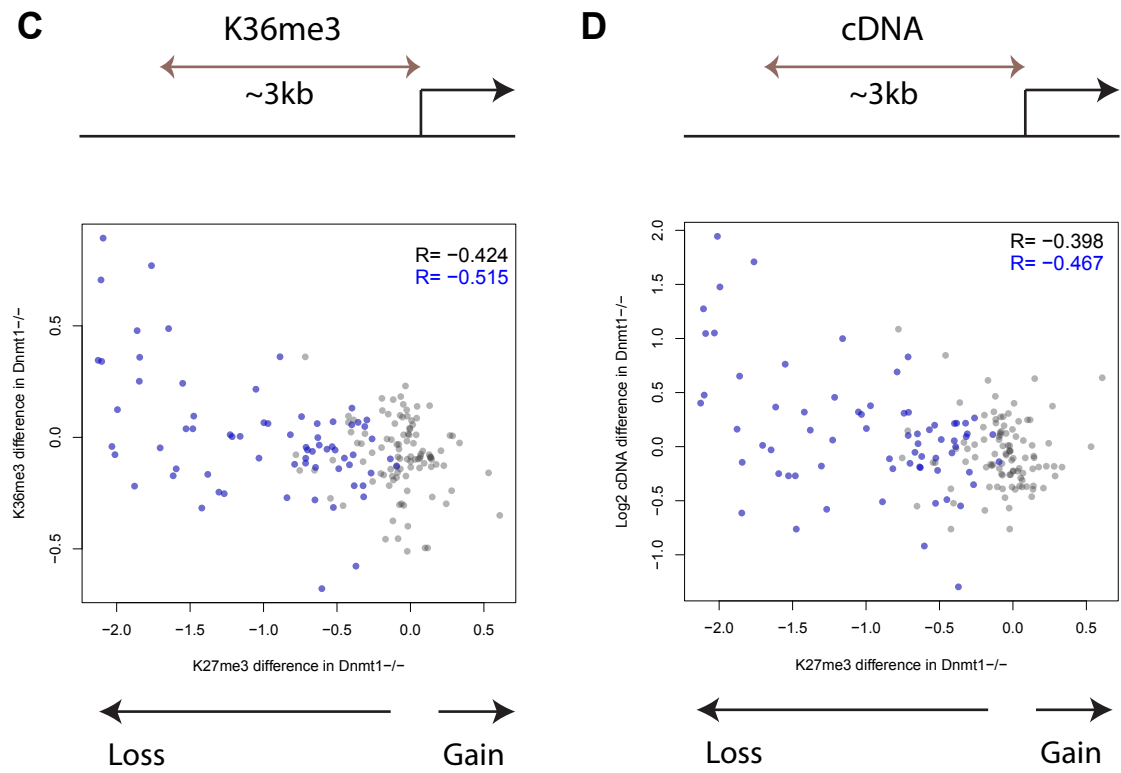 C
K36me3
~3kb
R= −0.424
R= −0.515
K36me3 difference in Dnmt1−/−
0.5
0.0
−0.5
−2.0 −1.5 −1.0 −0.5 0.0 0.5
K27me3 difference in Dnmt1−/−
Loss Gain
D
cDNA
~3kb
R= −0.398
R= −0.467
Log2 cDNA difference in Dnmt1−/−
2.0
1.5
1.0
0.5
0.0
−0.5
−1.0
−2.0 −1.5 −1.0 −0.5 0.0 0.5
K27me3 difference in Dnmt1−/−
Loss Gain